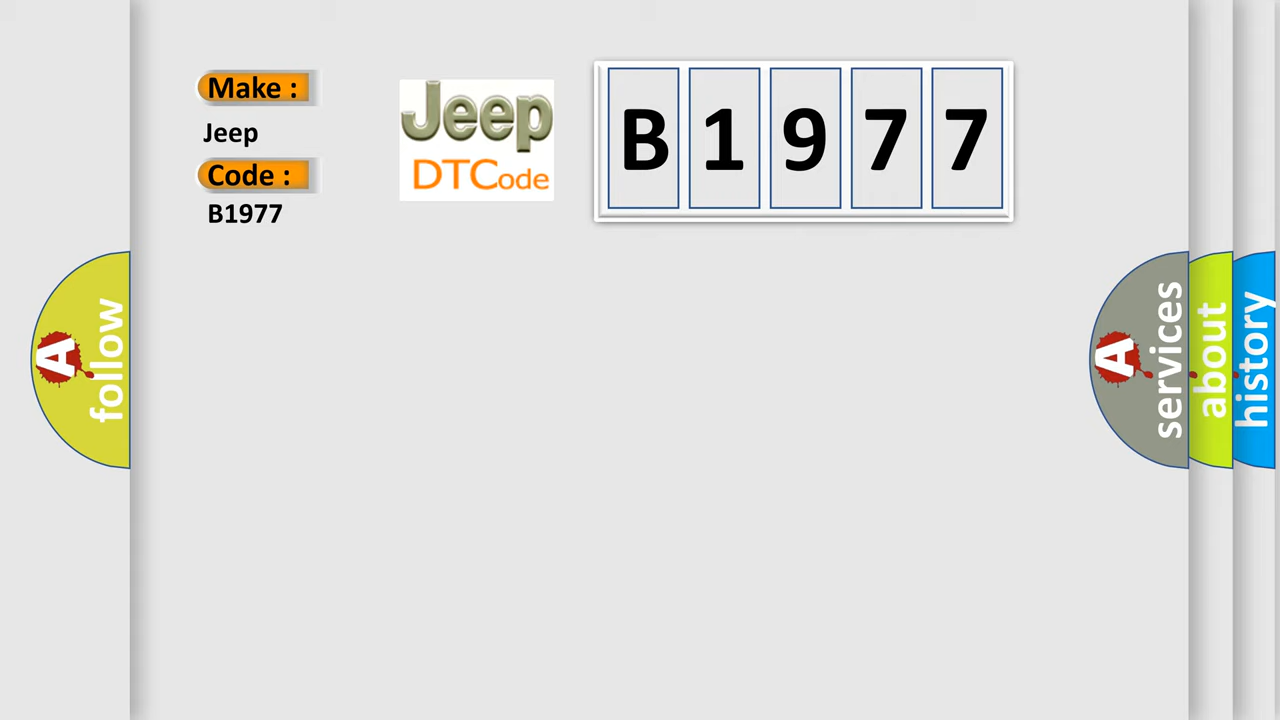 Make :
Jeep
Code :
B1977
Jeep
DTCode
B 1 9 7 7
A follow
A services
about
history